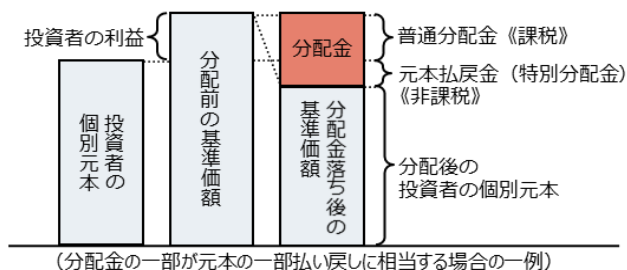 投資者の利益
投資者の
個別元本
分配前の基準価額
分配金
分配金落ち後の
基準価額
普通分配金《課税》
元本払戻金（特別分配金）
《非課税》
分配後の
投資者の個別元本
（分配金の一部が元本の一部払い戻しに相当する場合の一例）